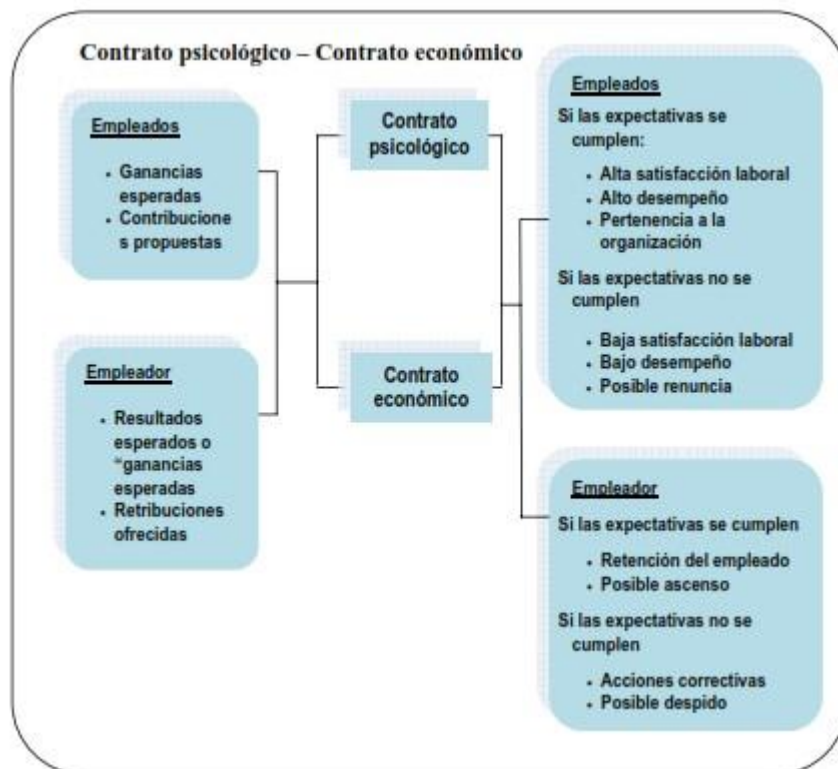 Contrato psicológico – Contrato económico
Empleados
• Ganancias
esperadas
• Contribucione
s propuestas
Empleador
• Resultados
esperados o
“ganancias
esperadas
• Retribuciones
ofrecidas
Contrato
psicológico
Contrato
económico
Empleados
Si las expectativas se
cumplen:
• Alta satisfacción laboral
• Alto desempeño
• Pertenencia a la
organización
Si las expectativas no se
cumplen
• Baja satisfacción laboral
• Bajo desempeño
• Posible renuncia
Empleador
Si las expectativas se cumplen
• Retención del empleado
• Posible ascenso
Si las expectativas no se
cumplen
• Acciones correctivas
• Posible despido